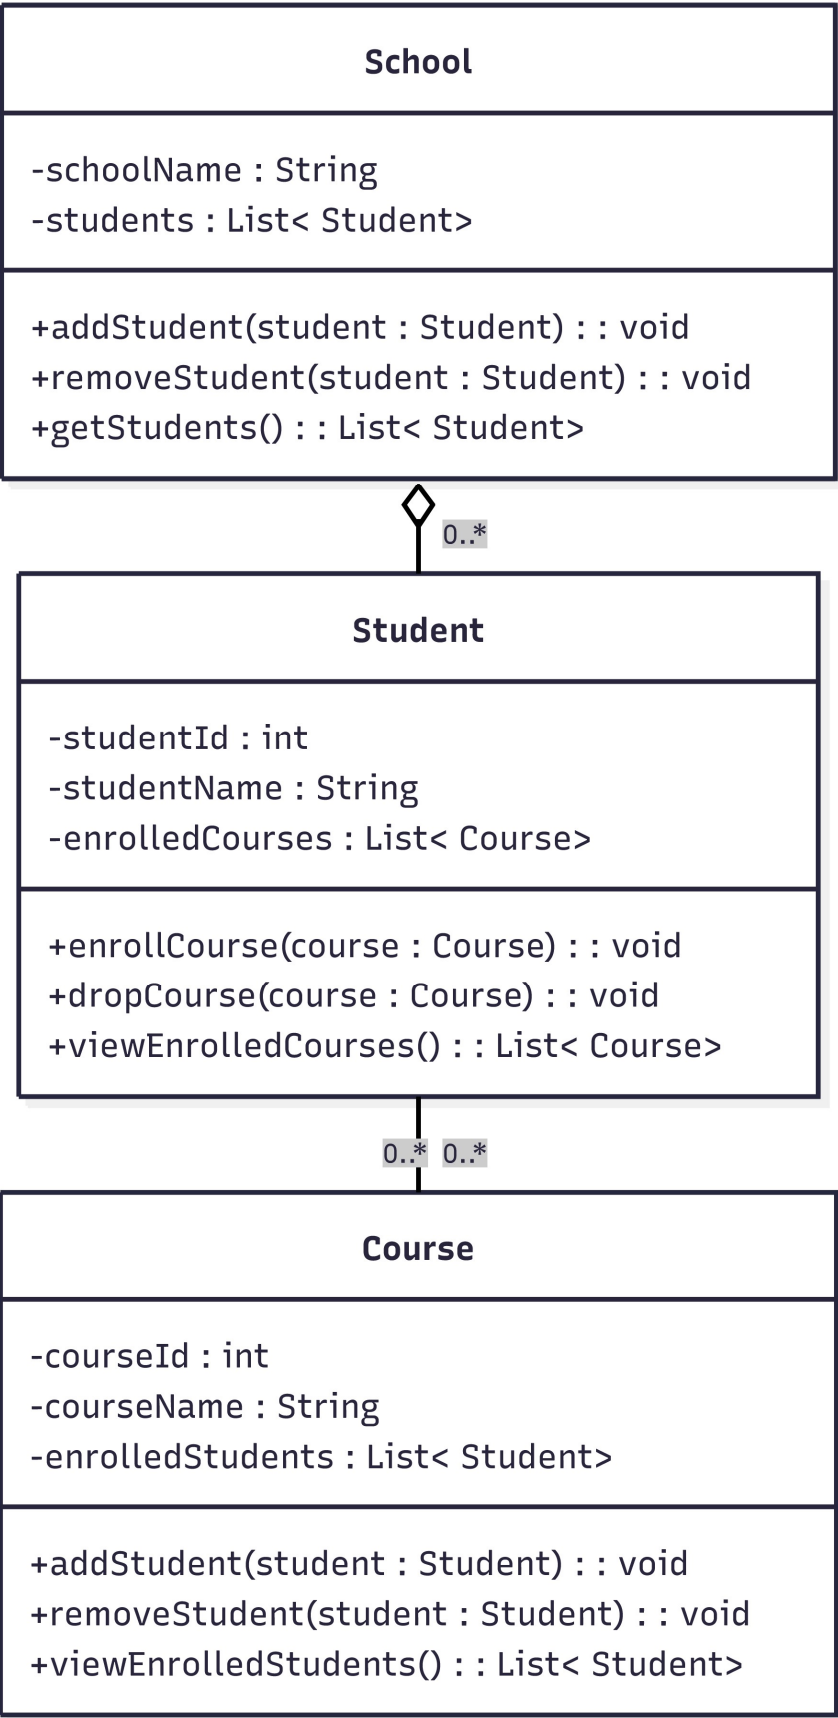 School
-schoolName : String
-students : List< Student>
+addStudent(student : Student) : : void
+removeStudent(student : Student) : : void
+getStudents() : : List< Student>
0..*
Student
-studentId : int
-studentName : String
-enrolledCourses : List< Course>
+enrollCourse(course : Course) : : void
+dropCourse(course : Course) : : void
+viewEnrolledCourses() : : List< Course>
0..* 0..*
Course
-courseId : int
-courseName : String
-enrolledStudents : List< Student>
+addStudent(student : Student) : : void
+removeStudent(student : Student) : : void
+viewEnrolledStudents() : : List< Student>